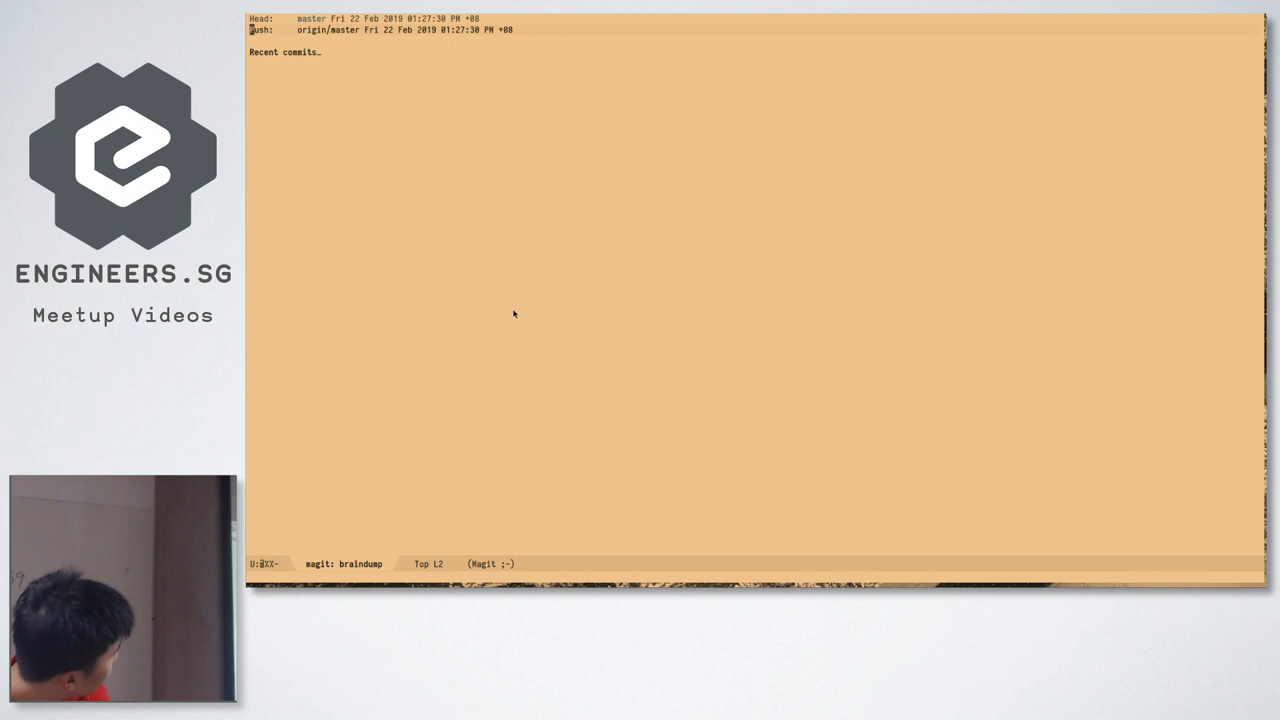 Head:     master Fri 22 Feb 2019 01:27:30 PM +08
Push:     origin/master Fri 22 Feb 2019 01:27:30 PM +08
Recent commits…
ENGINEERS.SG
Meetup Videos
U:@%%-   magit: braindump   Top L2   (Magit ;-)